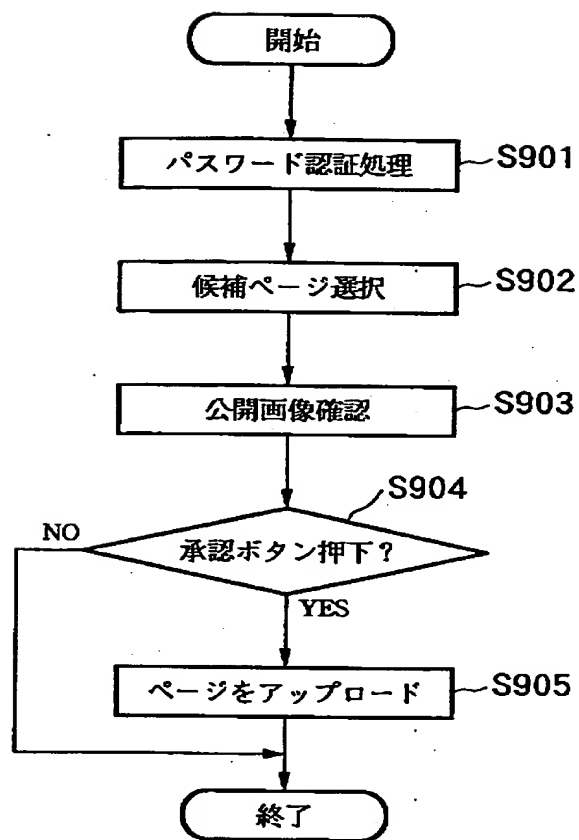 開始
パスワード認証処理
S901
候補ページ選択
S902
公開画像確認
S903
S904
NO
承認ボタン押下?
YES
ページをアップロード
S905
終了